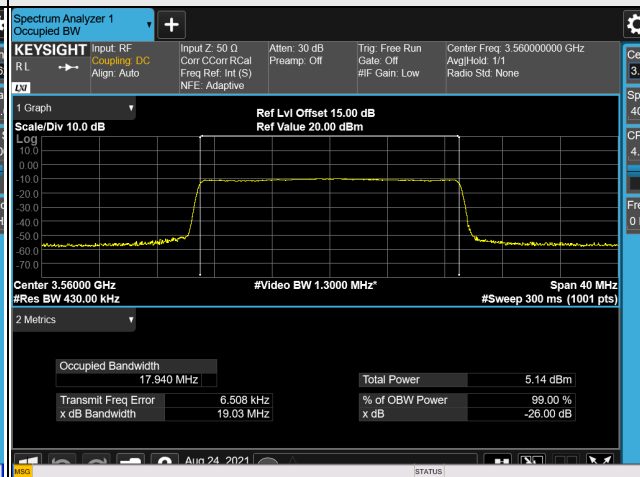 Spectrum Analyzer 1
Occupied BW
KEYSIGHT
RL
LXI
Input: RF
Coupling: DC
Align: Auto
Input Z: 50 Ω
Corr CCorr RCal
Freq Ref: Int (S)
NFE: Adaptive
Atten: 30 dB
Preamp: Off
Trig: Free Run
Gate: Off
#IF Gain: Low
Center Freq: 3.560000000 GHz
Avg|Hold: 1/1
Radio Std: None
1 Graph
Scale/Div 10.0 dB
Ref Lvl Offset 15.00 dB
Ref Value 20.00 dBm
Log
10.0
0.00
-10.0
-20.0
-30.0
-40.0
-50.0
-60.0
-70.0
Center 3.56000 GHz
#Video BW 1.3000 MHz*
Span 40 MHz
#Res BW 430.00 kHz
#Sweep 300 ms (1001 pts)
2 Metrics
Occupied Bandwidth
17.940 MHz
Total Power 5.14 dBm
Transmit Freq Error 6.508 kHz
% of OBW Power 99.00 %
x dB Bandwidth 19.03 MHz
x dB -26.00 dB
Aug 24, 2021
MSG
STATUS